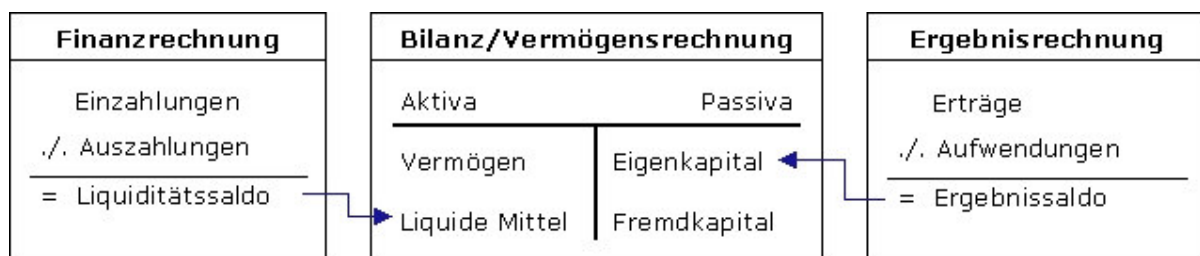 Finanzrechnung
Einzahlungen
./. Auszahlungen
= Liquiditätssaldo
Bilanz/Vermögensrechnung
Aktiva Passiva
Vermögen Eigenkapital
Liquide Mittel Fremdkapital
Ergebnisrechnung
Erträge
./. Aufwendungen
= Ergebnissaldo